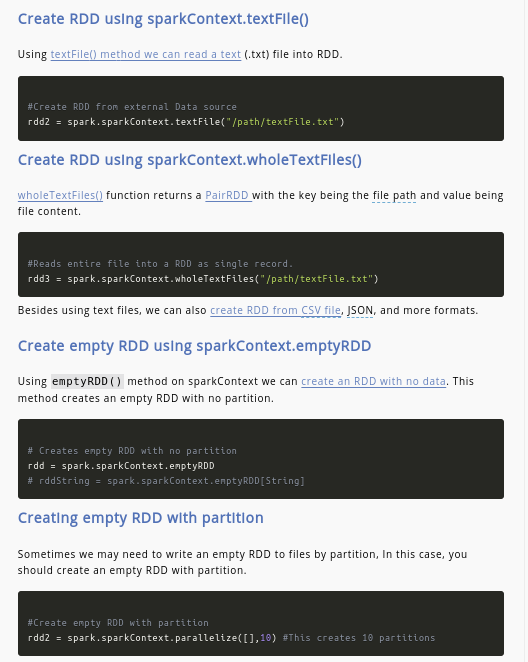 Create RDD using sparkContext.textFile()
Using textFile() method we can read a text (.txt) file into RDD.
#Create RDD from external Data source
rdd2 = spark.sparkContext.textFile("/path/textFile.txt")
Create RDD using sparkContext.wholeTextFiles()
wholeTextFiles() function returns a PairRDD with the key being the file path and value being
file content.
#Reads entire file into a RDD as single record.
rdd3 = spark.sparkContext.wholeTextFiles("/path/textFile.txt")
Besides using text files, we can also create RDD from CSV file, JSON, and more formats.
Create empty RDD using sparkContext.emptyRDD
Using emptyRDD() method on sparkContext we can create an RDD with no data. This
method creates an empty RDD with no partition.
# Creates empty RDD with no partition
rdd = spark.sparkContext.emptyRDD
# rddString = spark.sparkContext.emptyRDD[String]
Creating empty RDD with partition
Sometimes we may need to write an empty RDD to files by partition, In this case, you
should create an empty RDD with partition.
#Create empty RDD with partition
rdd2 = spark.sparkContext.parallelize([],10) #This creates 10 partitions